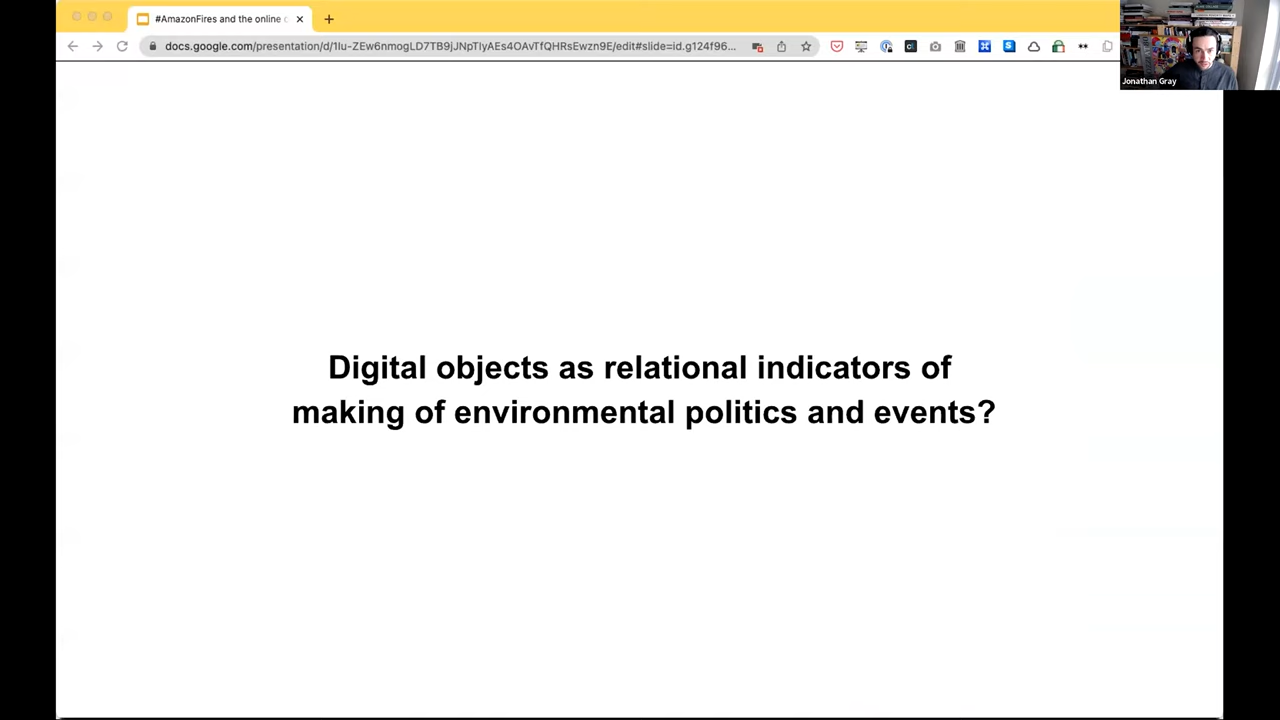 #AmazonFires and the online
docs.google.com/presentation/d/1Iu-ZEw6nmogLD7TB9jJNpTIyAEs4OAvTfQHRsEwzn9E/edit#slide=id.g124f96...
Jonathan Gray
Digital objects as relational indicators of
making of environmental politics and events?